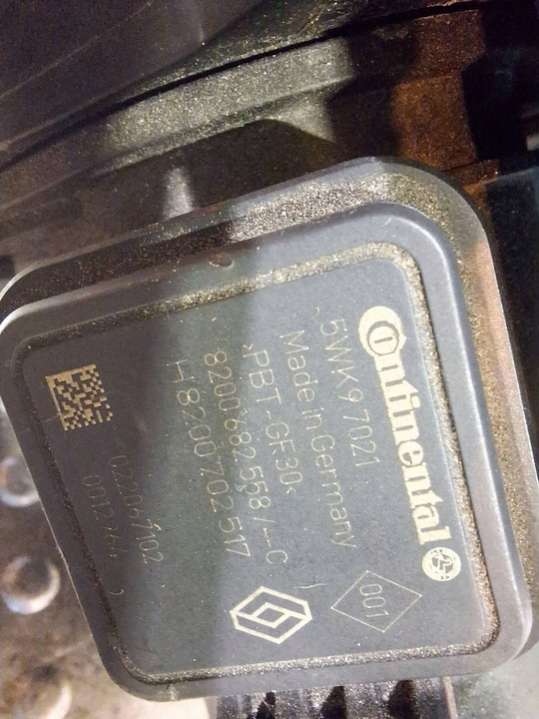 Continental
5WK97021
Made in Germany
>PBT-GF30<
8200682558/--C
H8200702517
001